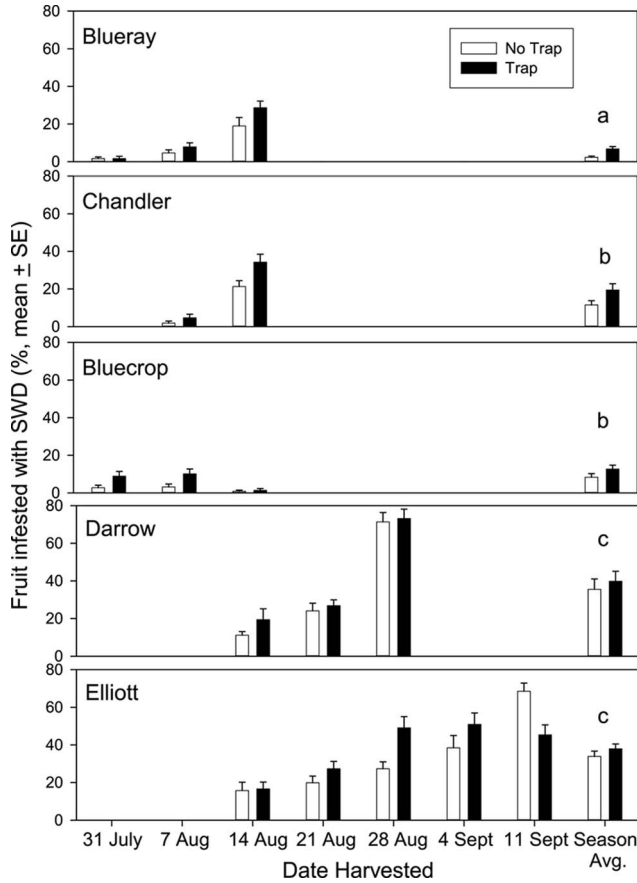 Fruit infested with SWD (%, mean ± SE)
80
60
40
20
0
Blueray
No Trap
Trap
a
80
60
40
20
0
Chandler
b
80
60
40
20
0
Bluecrop
b
80
60
40
20
0
Darrow
c
80
60
40
20
0
Elliott
c
31 July 7 Aug 14 Aug 21 Aug 28 Aug 4 Sept 11 Sept Season
Avg.
Date Harvested